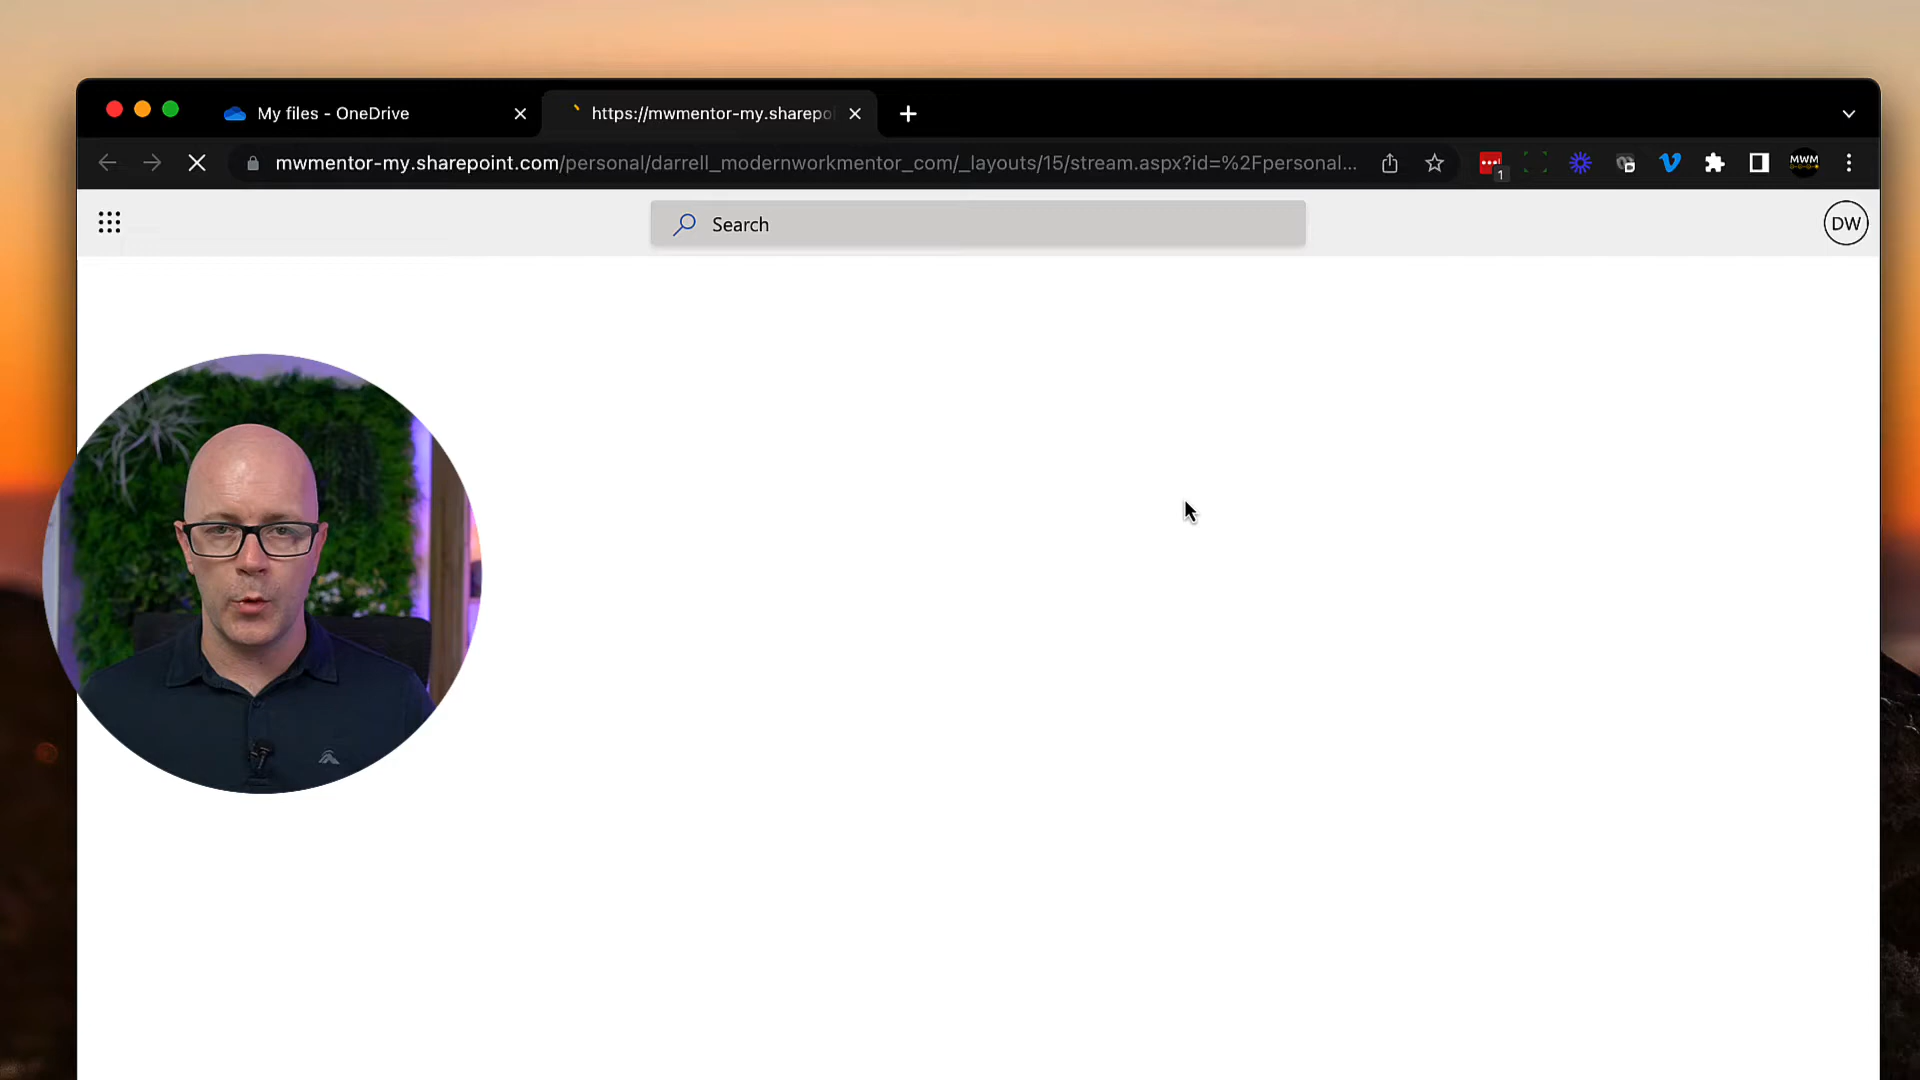 My files - OneDrive
https://mwmentor-my.sharepo
mwmentor-my.sharepoint.com/personal/darrell_modernworkmentor_com/_layouts/15/stream.aspx?id=%2Fpersonal...
1
MWM
Search
DW